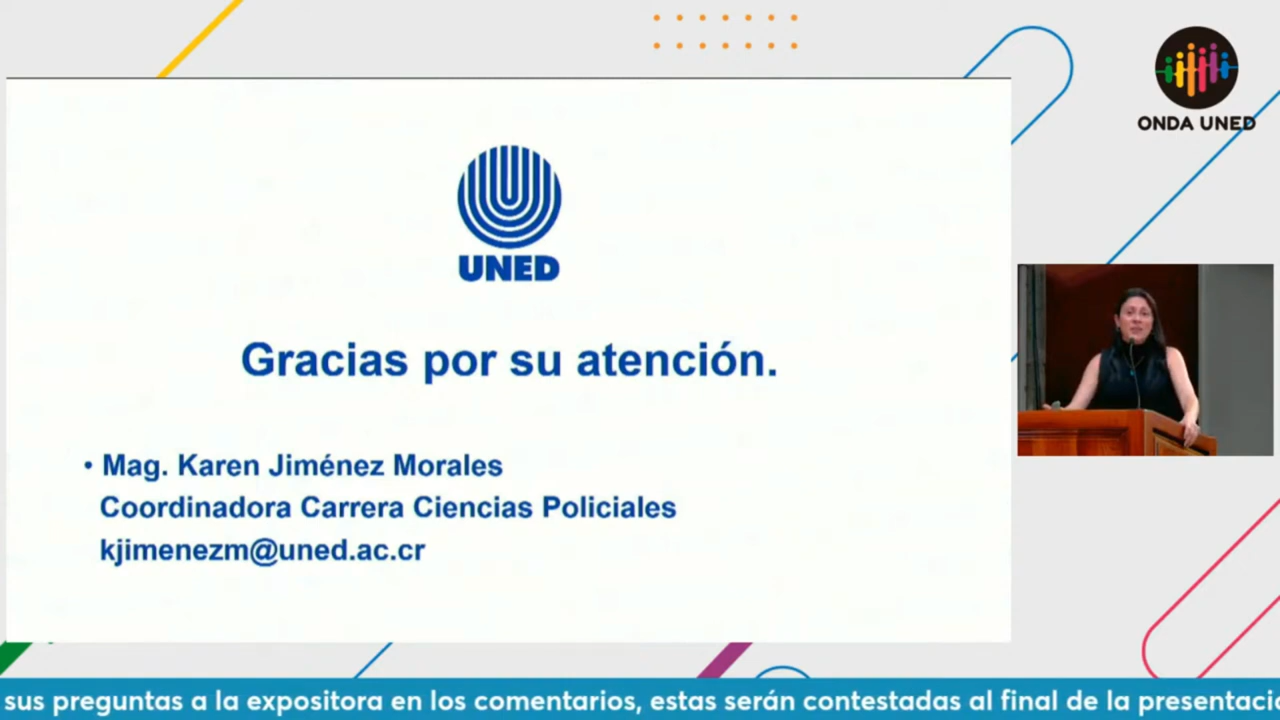 ONDA UNED
UNED
Gracias por su atención.
• Mag. Karen Jiménez Morales
Coordinadora Carrera Ciencias Policiales
kjimenezm@uned.ac.cr
sus preguntas a la expositora en los comentarios, estas serán contestadas al final de la presentació